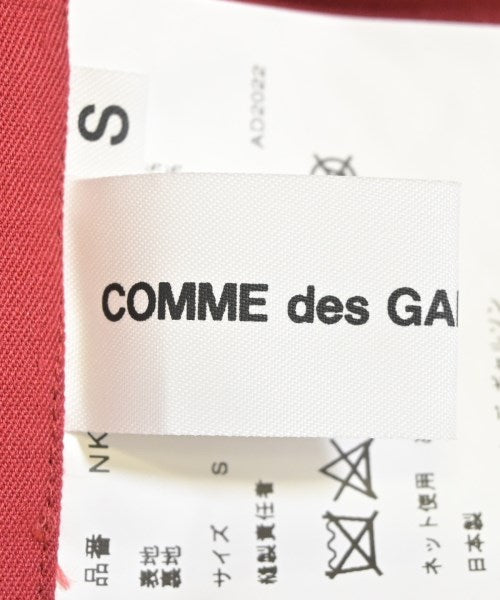 S
AD2022
COMME des GA
品番 NK
表地
裏地
サイズ S
縫製責任者
ネット使用
日本製